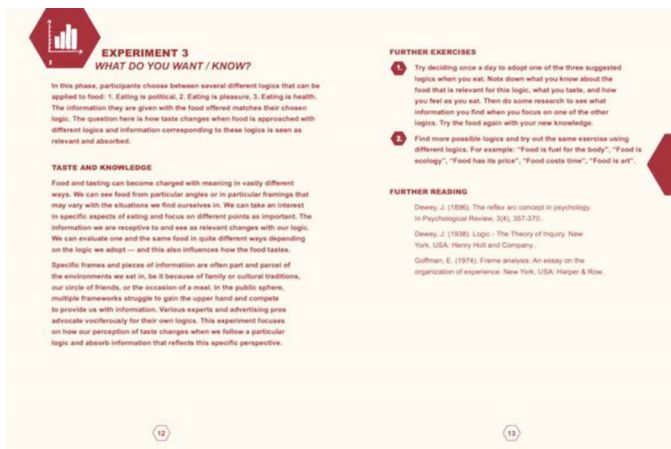 EXPERIMENT 3
WHAT DO YOU WANT / KNOW?
In this phase, participants choose between several different logics that can be
applied to food: 1. Eating is political, 2. Eating is pleasure, 3. Eating is health.
The information they are given with the food offered matches their chosen
logic. The question here is how taste changes when food is approached with
different logics and information corresponding to these logics is seen as
relevant and absorbed.
TASTE AND KNOWLEDGE
Food and tasting can become charged with meaning in vastly different
ways. We can see food from particular angles or in particular framings that
may vary with the situations we find ourselves in. We can take an interest
in specific aspects of eating and focus on different points as important. The
information we are receptive to and see as relevant changes with our logic.
We can evaluate one and the same food in quite different ways depending
on the logic we adopt — and this also influences how the food tastes.
Specific frames and pieces of information are often part and parcel of
the environments we eat in, be it because of family or cultural traditions,
our circle of friends, or the occasion of a meal. In the public sphere,
multiple frameworks struggle to gain the upper hand and compete
to provide us with information. Various experts and advertising pros
advocate vociferously for their own logics. This experiment focuses
on how our perception of taste changes when we follow a particular
logic and absorb information that reflects this specific perspective.
12
FURTHER EXERCISES
1. Try deciding once a day to adopt one of the three suggested
logics when you eat. Note down what you know about the
food that is relevant for this logic, what you taste, and how
you feel as you eat. Then do some research to see what
information you find when you focus on one of the other
logics. Try the food again with your new knowledge.
2. Find more possible logics and try out the same exercise using
different logics. For example: “Food is fuel for the body”, “Food is
ecology”, “Food has its price”, “Food costs time”, “Food is art”.
FURTHER READING
Dewey, J. (1896). The reflex arc concept in psychology.
In Psychological Review, 3(4), 357-370.
Dewey, J. (1938). Logic - The Theory of Inquiry. New
York, USA: Henry Holt and Company.
Goffman, E. (1974). Frame analysis: An essay on the
organization of experience. New York, USA: Harper & Row.
13